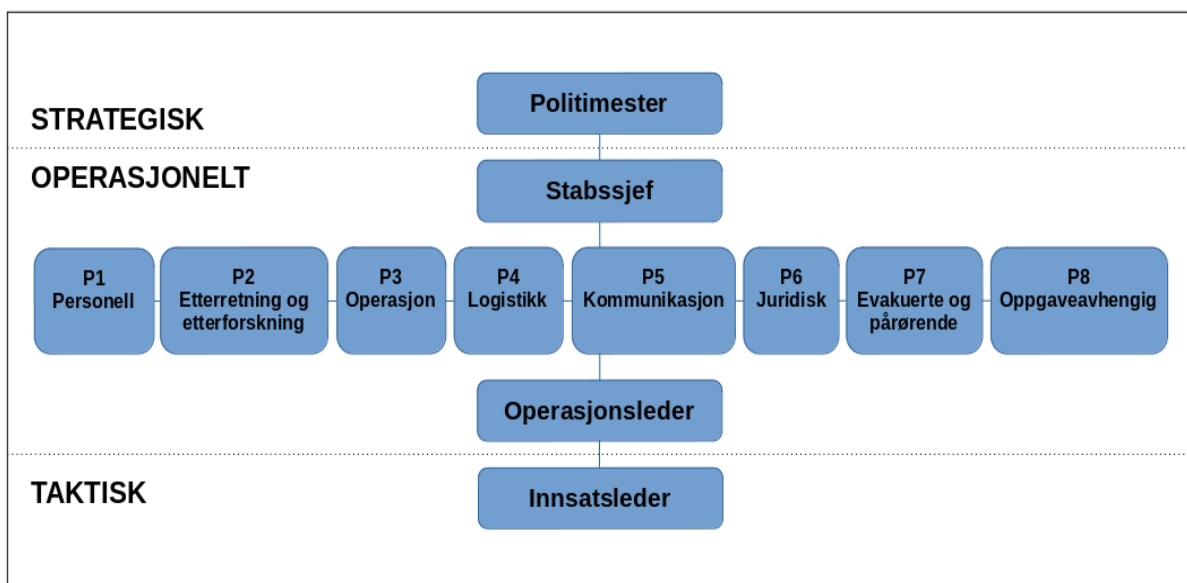 STRATEGISK
Politimester
OPERASJONELT
Stabssjef
P1
Personell
P2
Etterretning og
etterforskning
P3
Operasjon
P4
Logistikk
P5
Kommunikasjon
P6
Juridisk
P7
Evakuerte og
pårørende
P8
Oppgaveavhengig
Operasjonsleder
TAKTISK
Innsatsleder